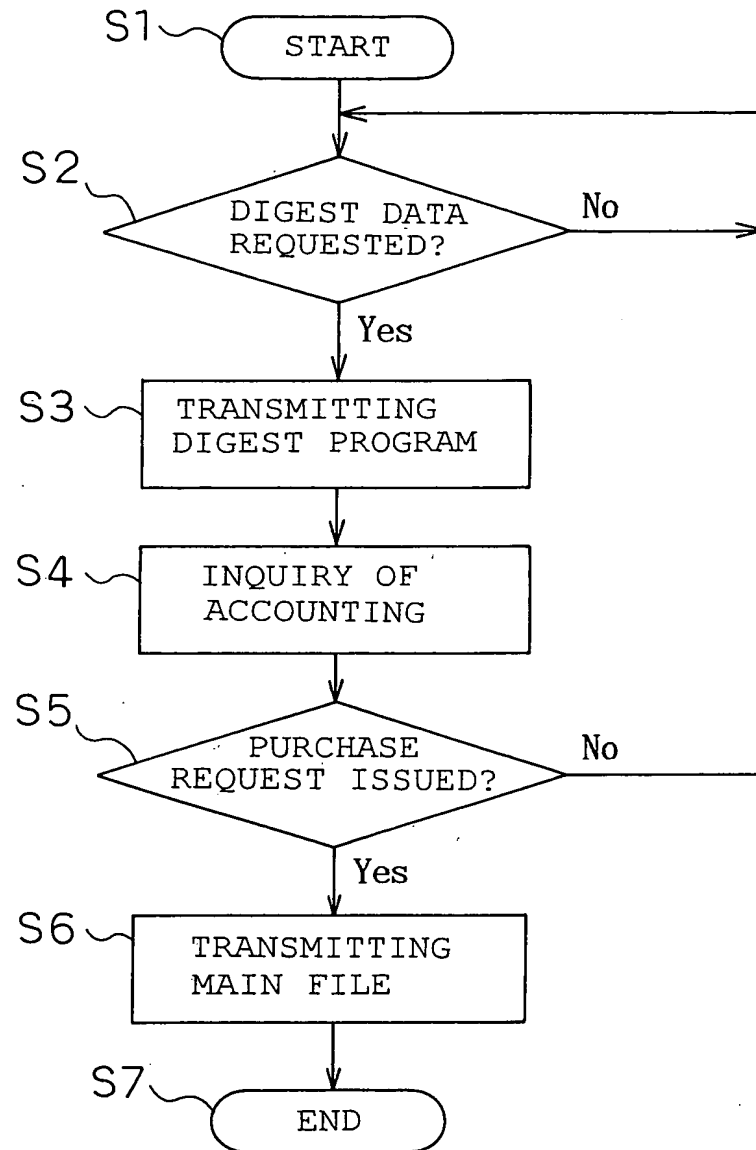 S1
START
S2
DIGEST DATA
REQUESTED?
No
Yes
S3
TRANSMITTING
DIGEST PROGRAM
S4
INQUIRY OF
ACCOUNTING
S5
PURCHASE
REQUEST ISSUED?
No
Yes
S6
TRANSMITTING
MAIN FILE
S7
END